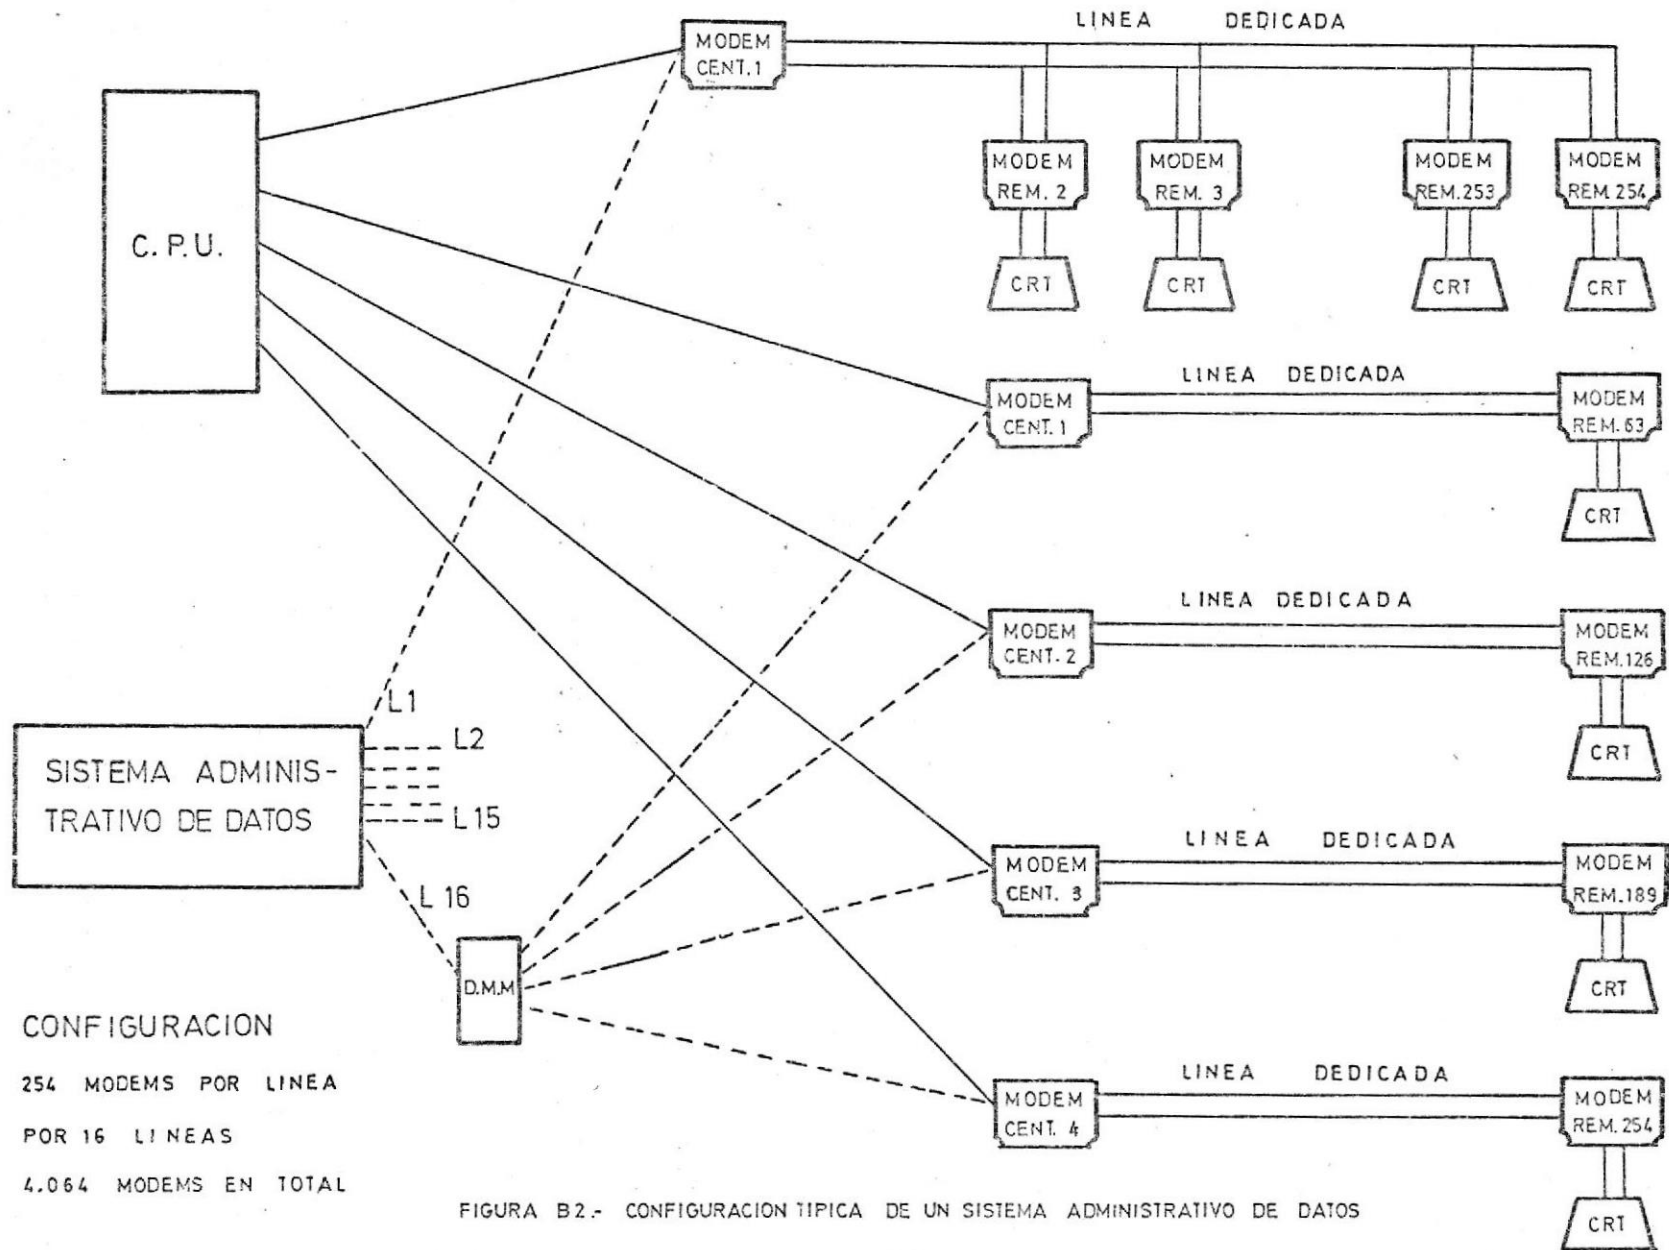 LINEA DEDICADA
MODEM
CENT.1
MODEM
REM. 2
MODEM
REM. 3
MODEM
REM.253
MODEM
REM.254
CRT
CRT
CRT
CRT
C.P.U.
LINEA DEDICADA
MODEM
CENT.1
MODEM
REM.63
CRT
LINEA DEDICADA
MODEM
CENT.2
MODEM
REM.126
CRT
L1
L2
L15
L16
SISTEMA ADMINIS-
TRATIVO DE DATOS
D.M.M
LINEA DEDICADA
MODEM
CENT. 3
MODEM
REM.189
CRT
LINEA DEDICADA
MODEM
CENT. 4
MODEM
REM.254
CRT
CONFIGURACION
254 MODEMS POR LINEA
POR 16 LINEAS
4.064 MODEMS EN TOTAL
FIGURA B2.- CONFIGURACION TIPICA DE UN SISTEMA ADMINISTRATIVO DE DATOS